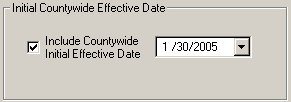 Initial Countywide Effective Date
Include Countywide 1 /30/2005
Initial Effective Date